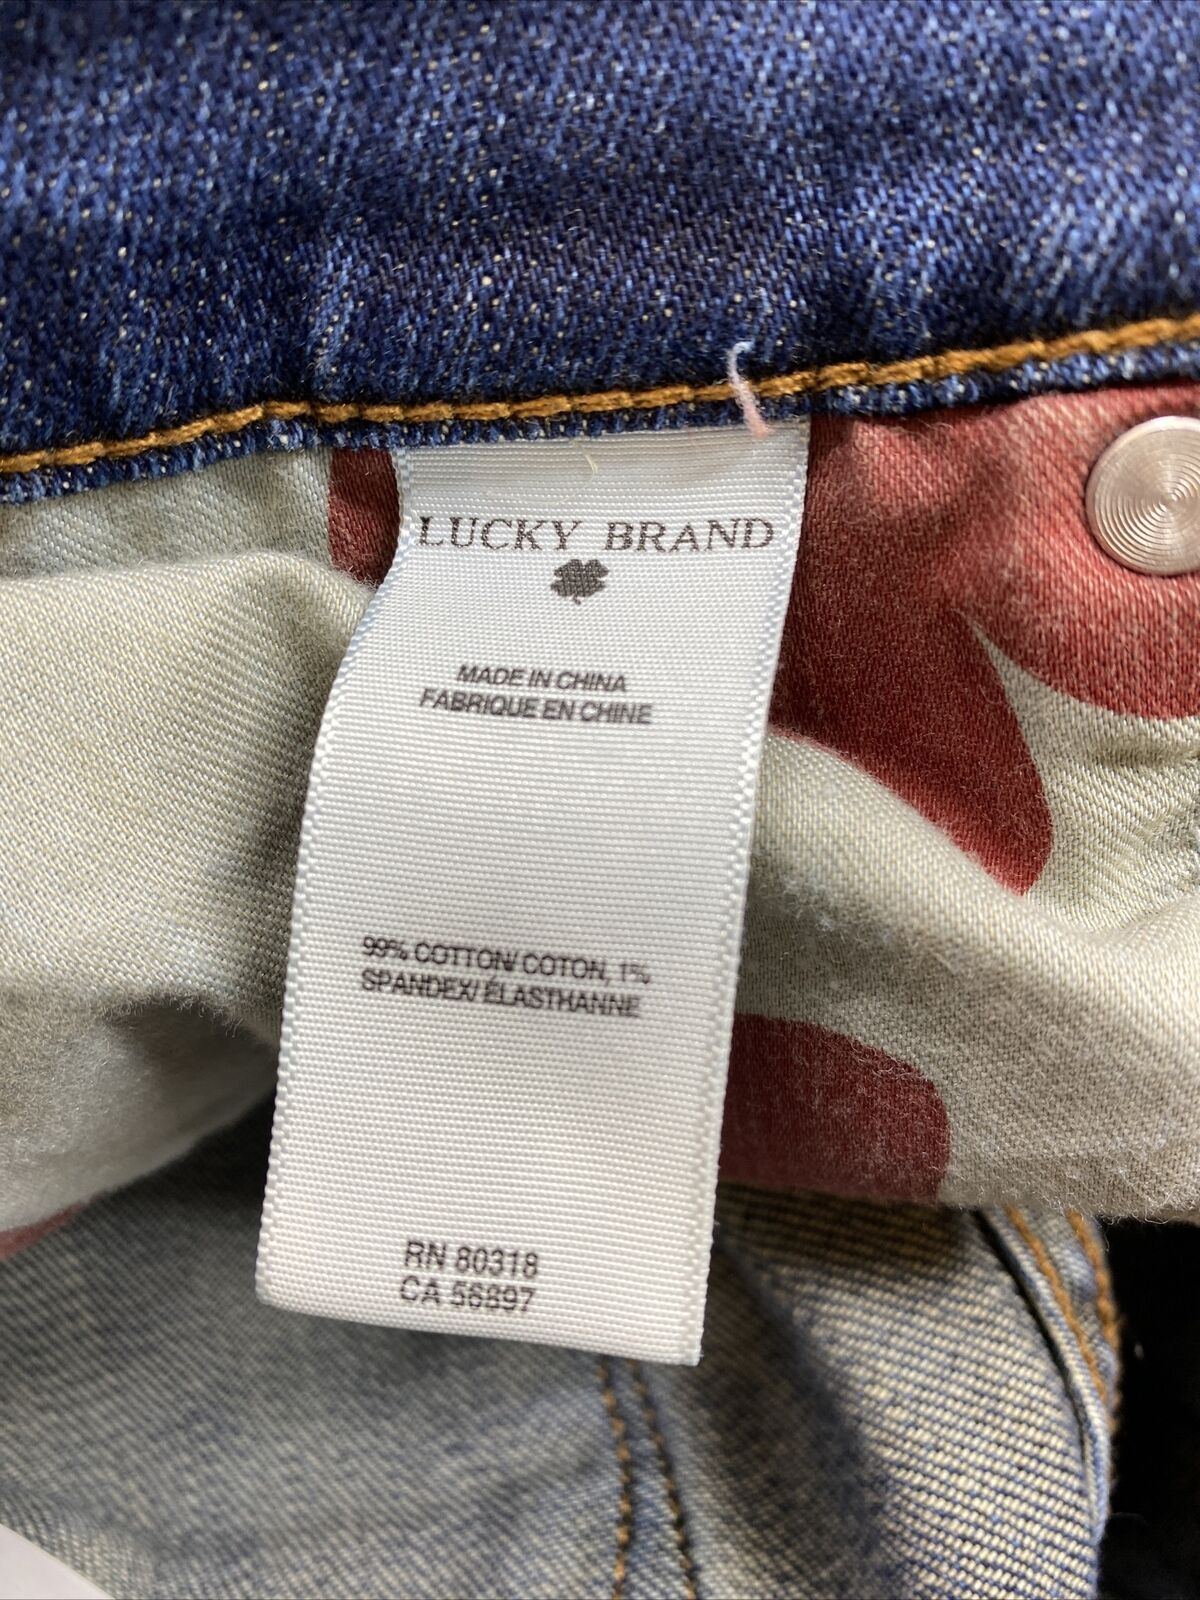 LUCKY BRAND
MADE IN CHINA
FABRIQUE EN CHINE
99% COTTON/ COTON, 1%
SPANDEX/ ÉLASTHANNE
RN 80318
CA 56897